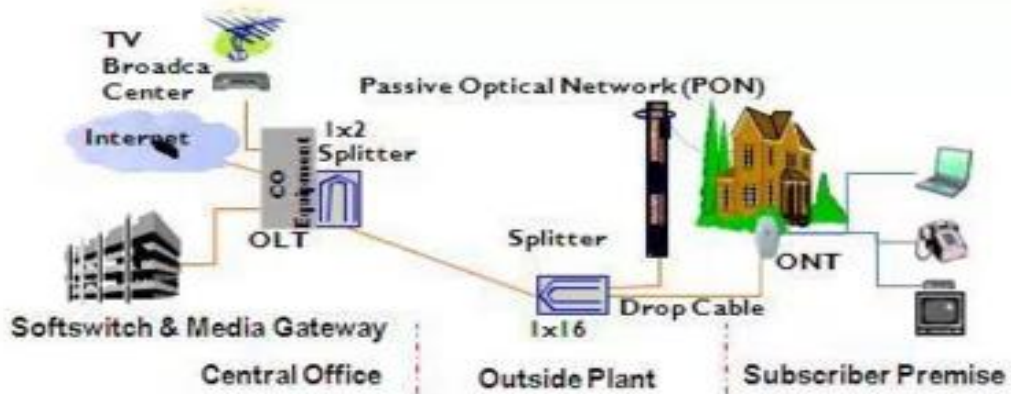 TV
Broadca
Center
Internet
1x2
Splitter
CO
Equipment
OLT
Softswitch & Media Gateway
Central Office
Passive Optical Network (PON)
Splitter
1x16
Drop Cable
Outside Plant
ONT
Subscriber Premise